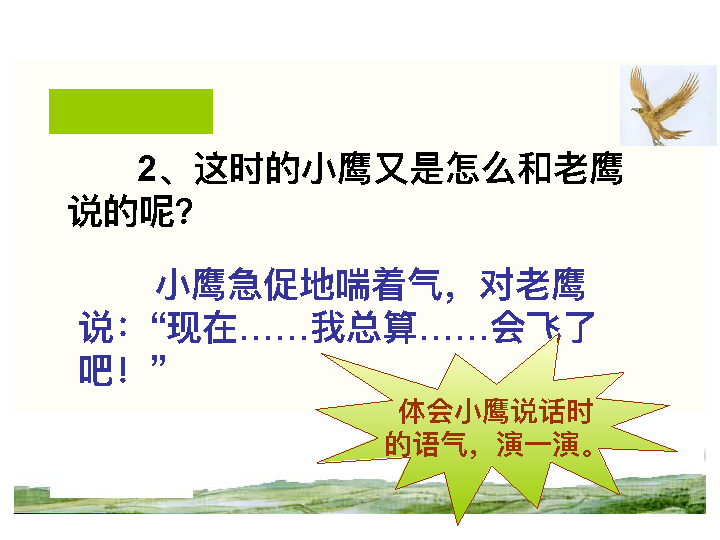 2、这时的小鹰又是怎么和老鹰
说的呢?
小鹰急促地喘着气，对老鹰
说：“现在……我总算……会飞了
吧！”
体会小鹰说话时
的语气，演一演。